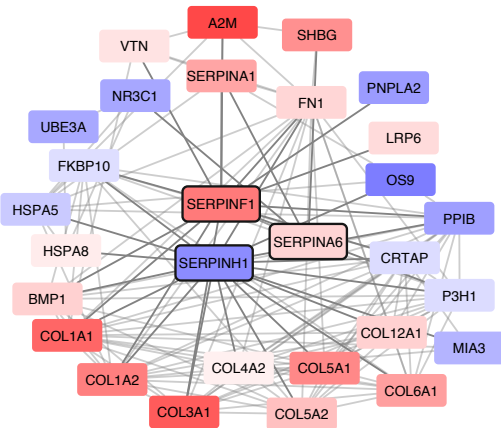 A2M
SHBG
VTN
SERPINA1
PNPLA2
NR3C1
FN1
UBE3A
LRP6
FKBP10
OS9
HSPA5
SERPINF1
PPIB
SERPINA6
HSPA8
SERPINH1
CRTAP
BMP1
P3H1
COL1A1
COL12A1
MIA3
COL4A2
COL5A1
COL1A2
COL6A1
COL3A1
COL5A2